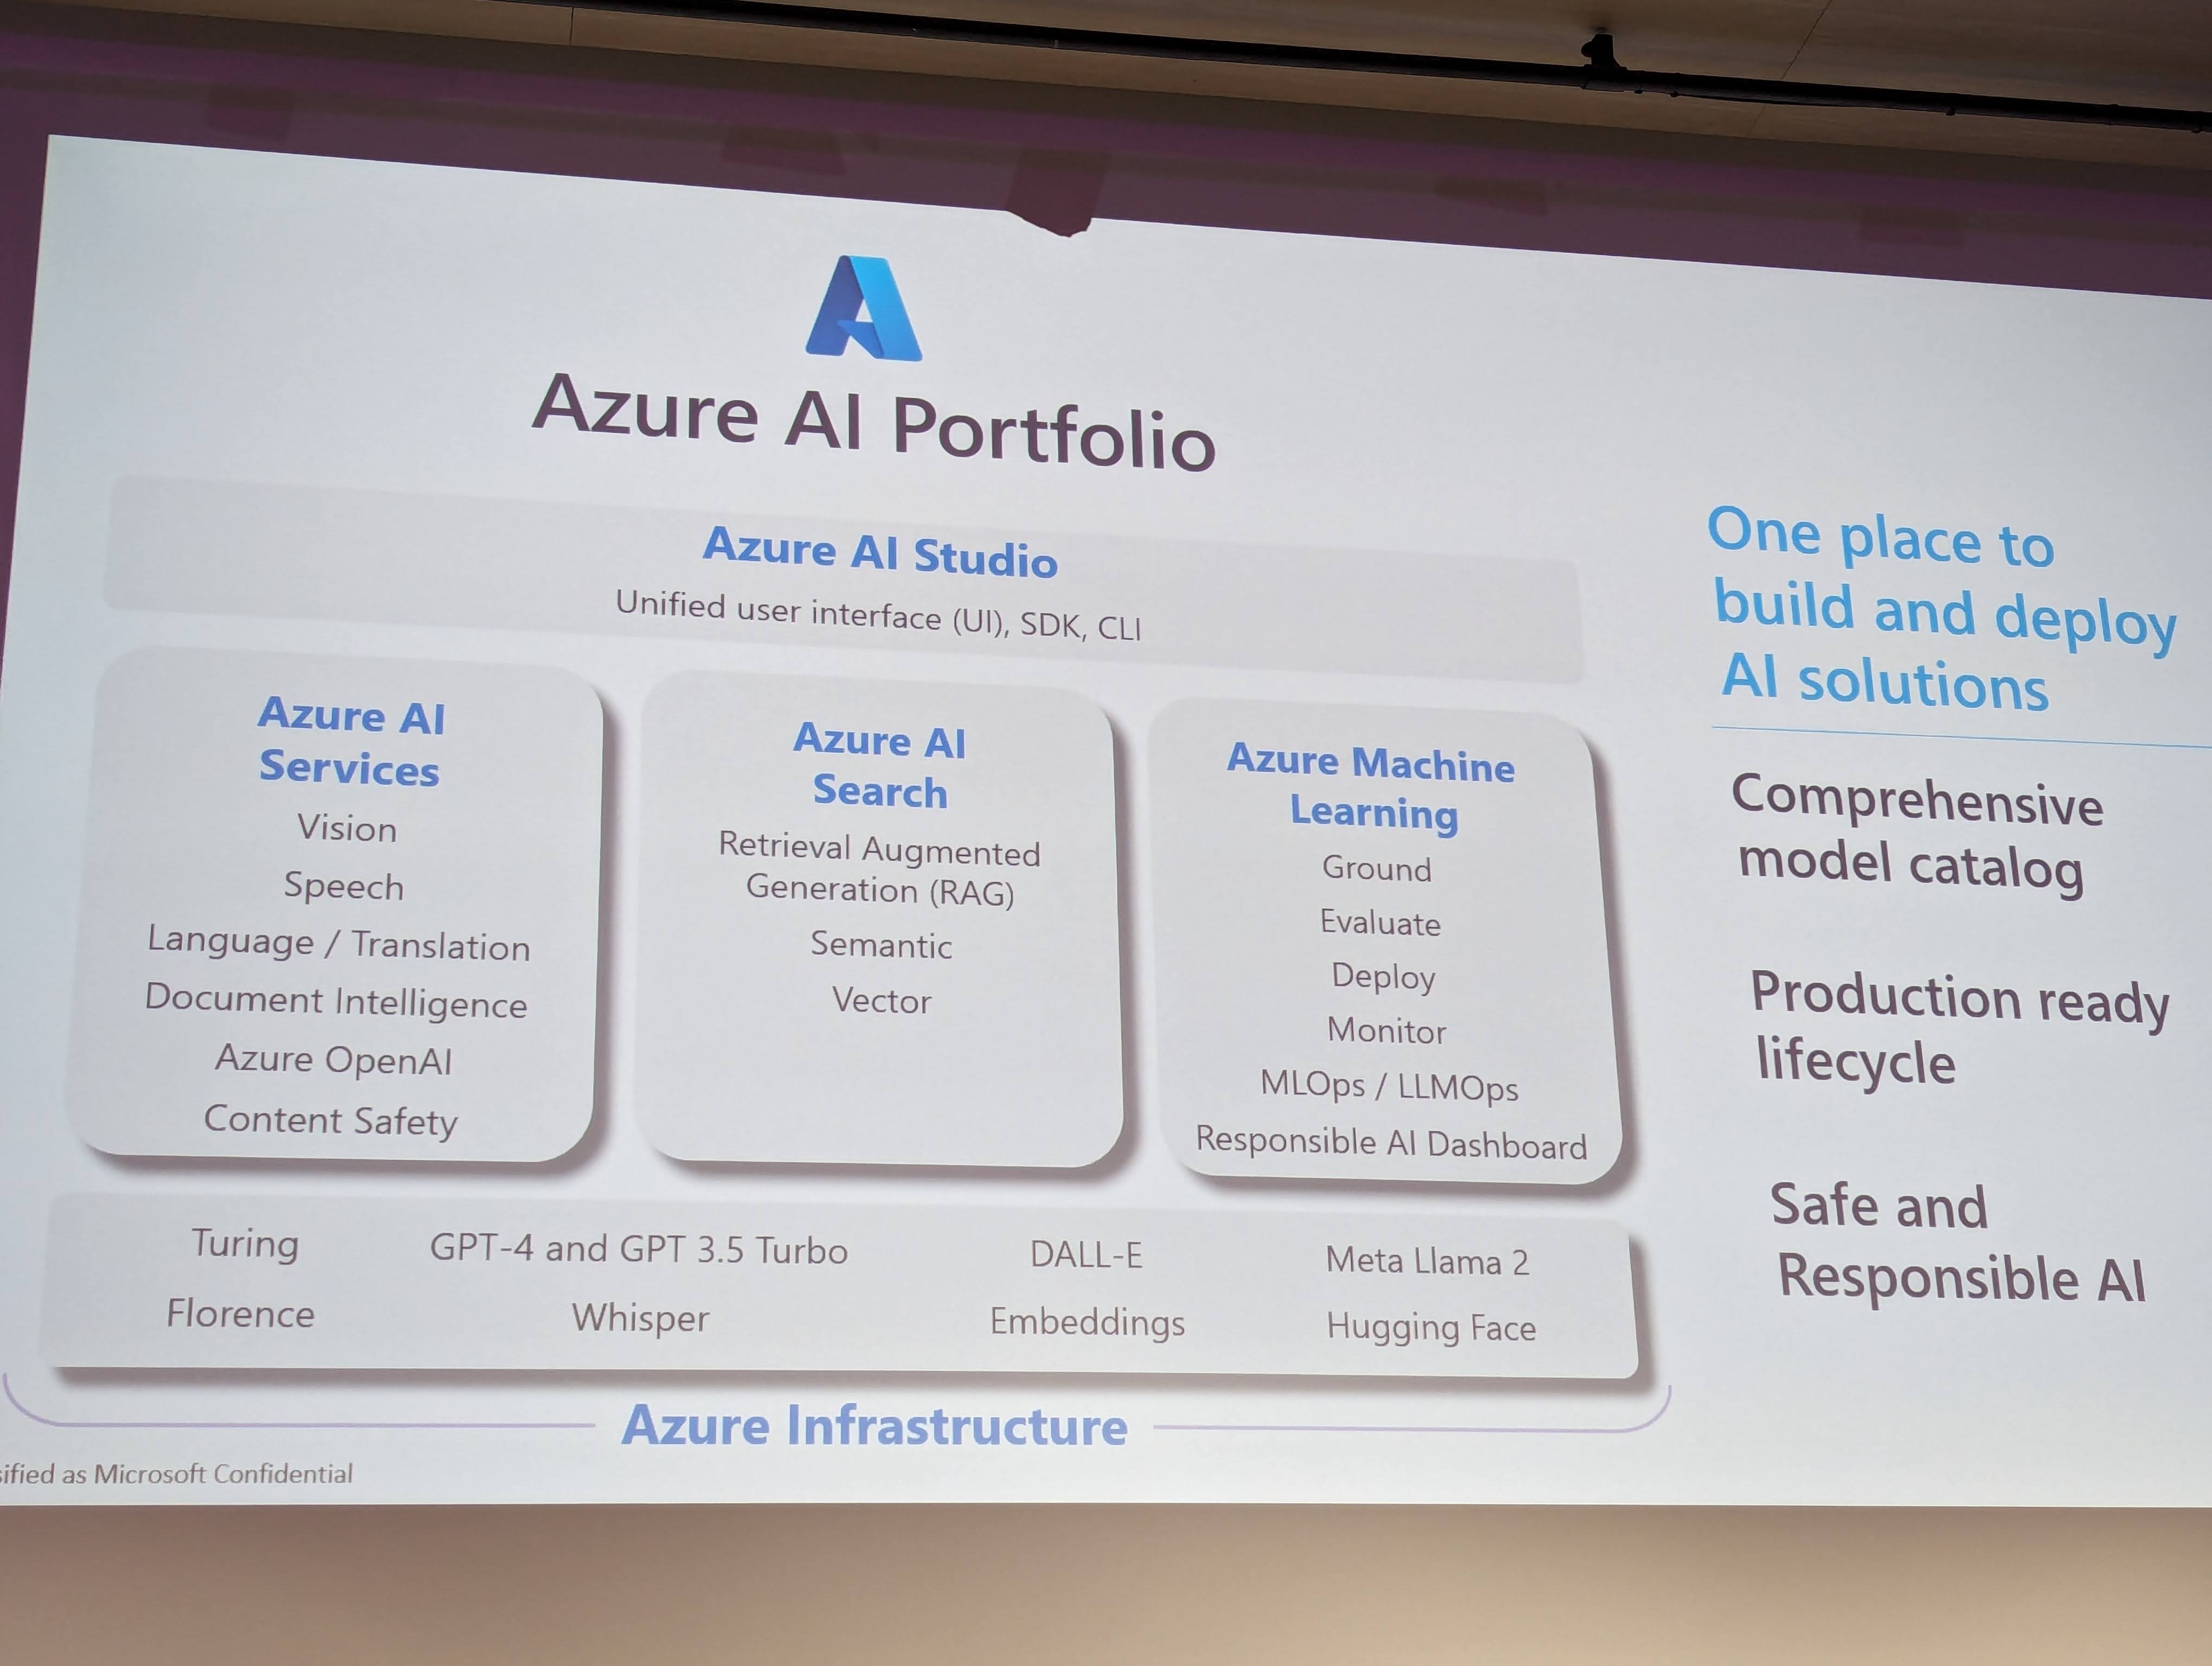 Azure AI Portfolio
Azure AI Studio
Unified user interface (UI), SDK, CLI
Azure AI
Services
Vision
Speech
Language / Translation
Document Intelligence
Azure OpenAI
Content Safety
Azure AI
Search
Retrieval Augmented
Generation (RAG)
Semantic
Vector
Azure Machine
Learning
Ground
Evaluate
Deploy
Monitor
MLOps / LLMOps
Responsible AI Dashboard
Turing
GPT-4 and GPT 3.5 Turbo
DALL-E
Meta Llama 2
Florence
Whisper
Embeddings
Hugging Face
Azure Infrastructure
One place to
build and deploy
AI solutions
Comprehensive
model catalog
Production ready
lifecycle
Safe and
Responsible AI
as Microsoft Confidential